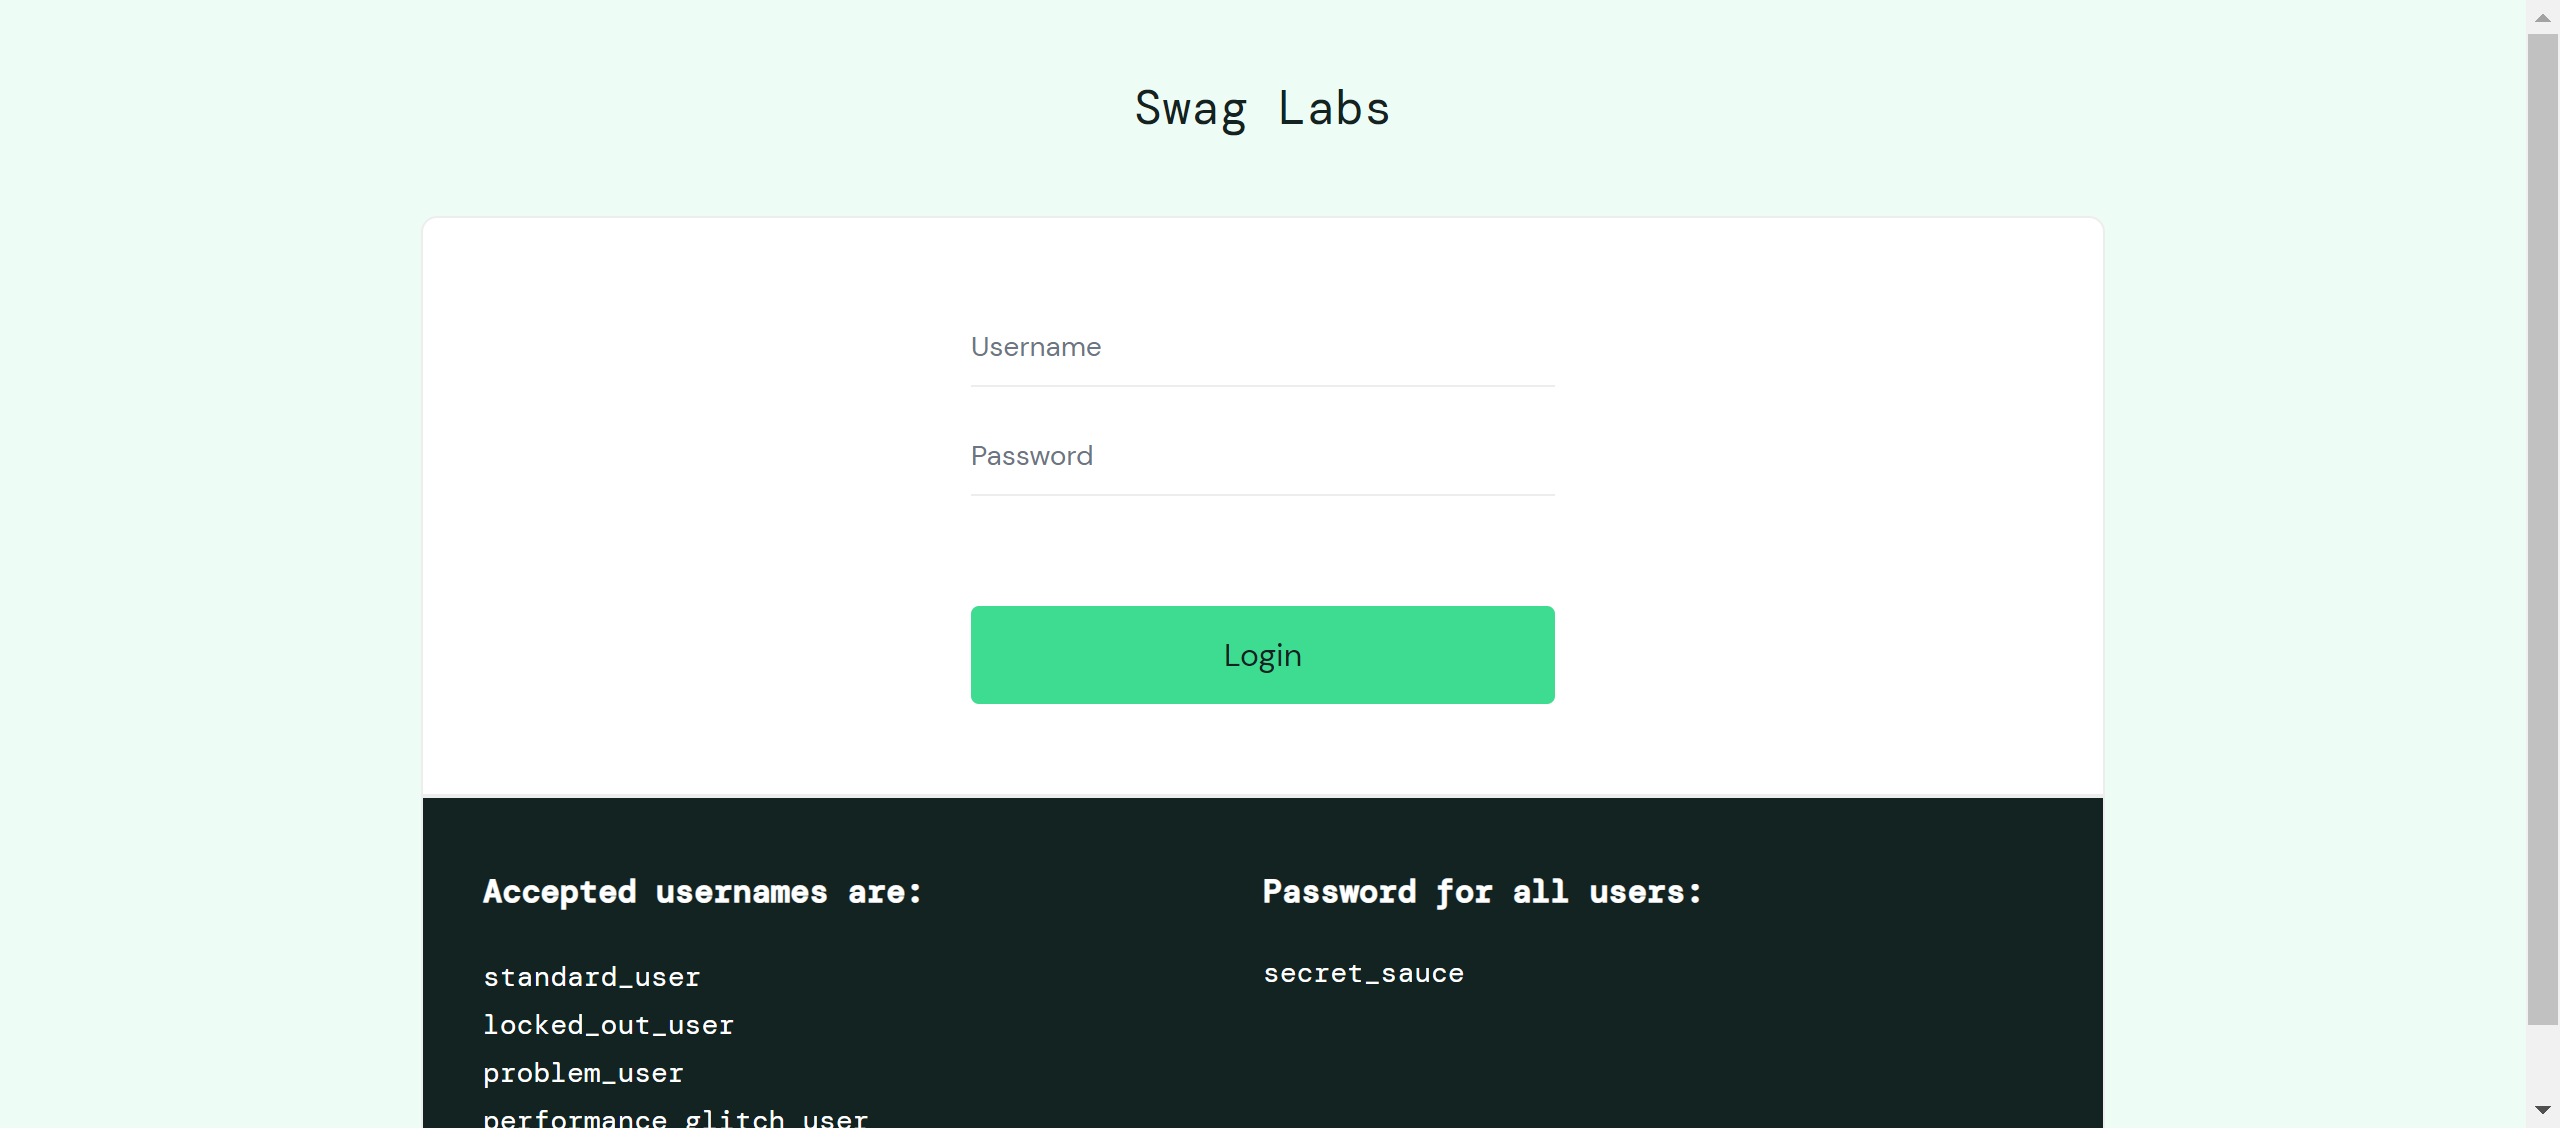 Swag Labs
Username
Password
Login
Accepted usernames are:
standard_user
locked_out_user
problem_user
performance_glitch_user
Password for all users:
secret_sauce